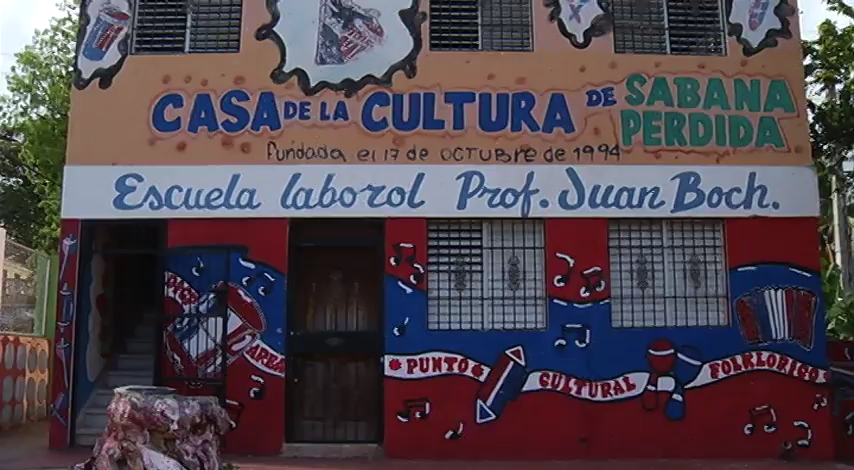 CASA DE LA CULTURA DE SABANA PERDIDA
Fundada el 17 de OCTUBRE de 1994
Escuela laborol Prof. Juan Boch.
PUNTO CULTURAL FOLKLORICO